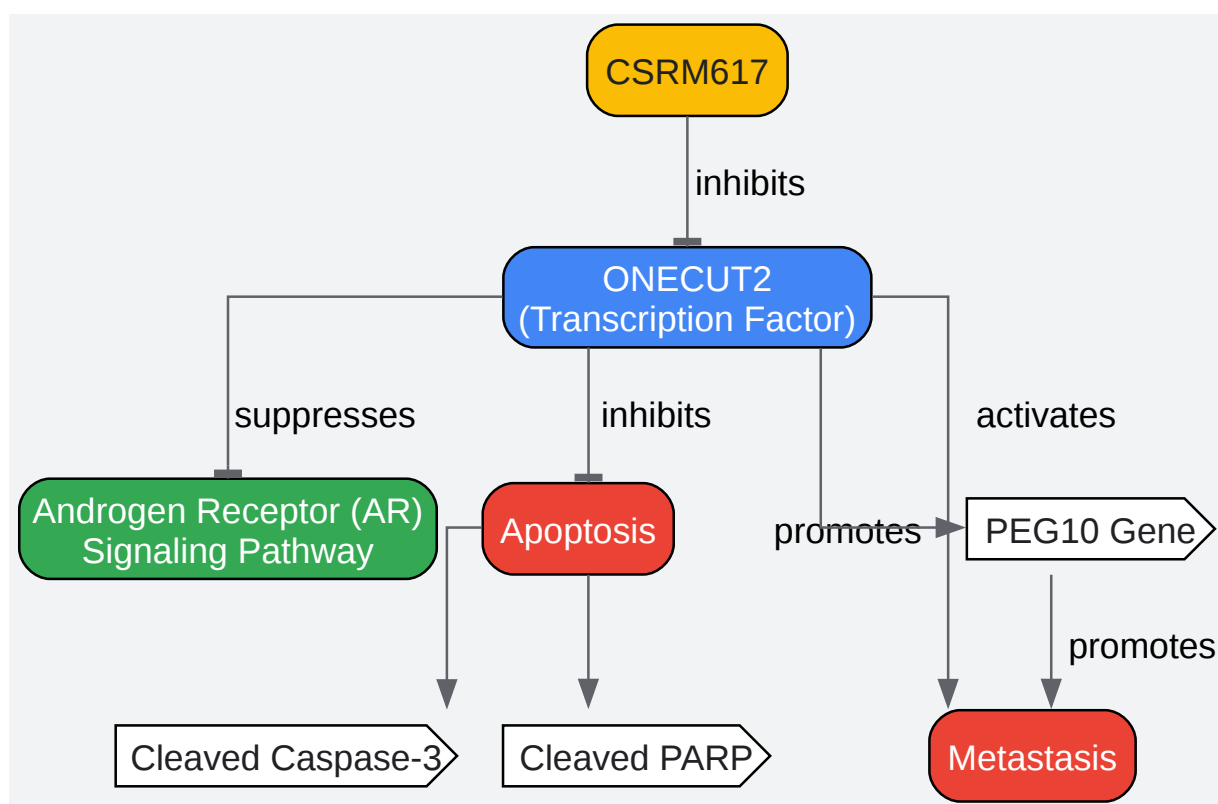 CSRM617
inhibits
ONECUT2
(Transcription Factor)
suppresses
inhibits
activates
Androgen Receptor (AR)
Signaling Pathway
Apoptosis
promotes
PEG10 Gene
promotes
Cleaved Caspase-3
Cleaved PARP
Metastasis